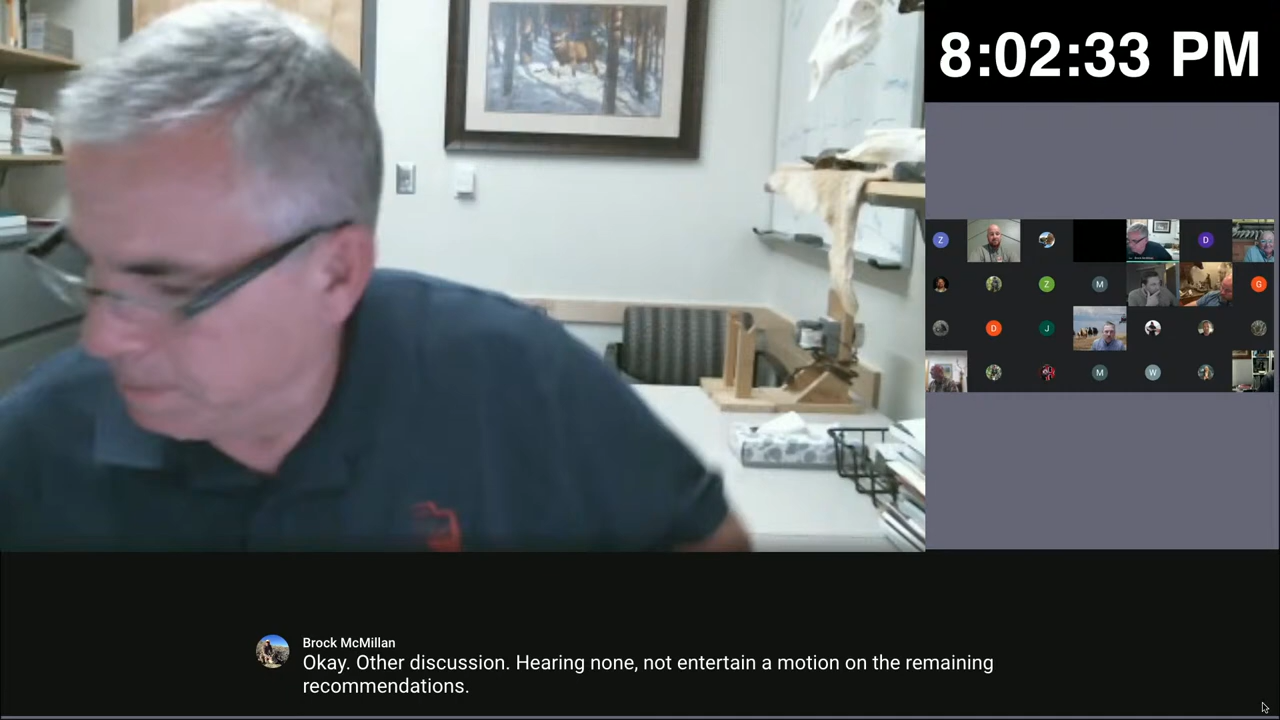 8:02:33 PM
Z
D
Z
M
G
D
J
M
W
Brock McMillan
Okay. Other discussion. Hearing none, not entertain a motion on the remaining
recommendations.